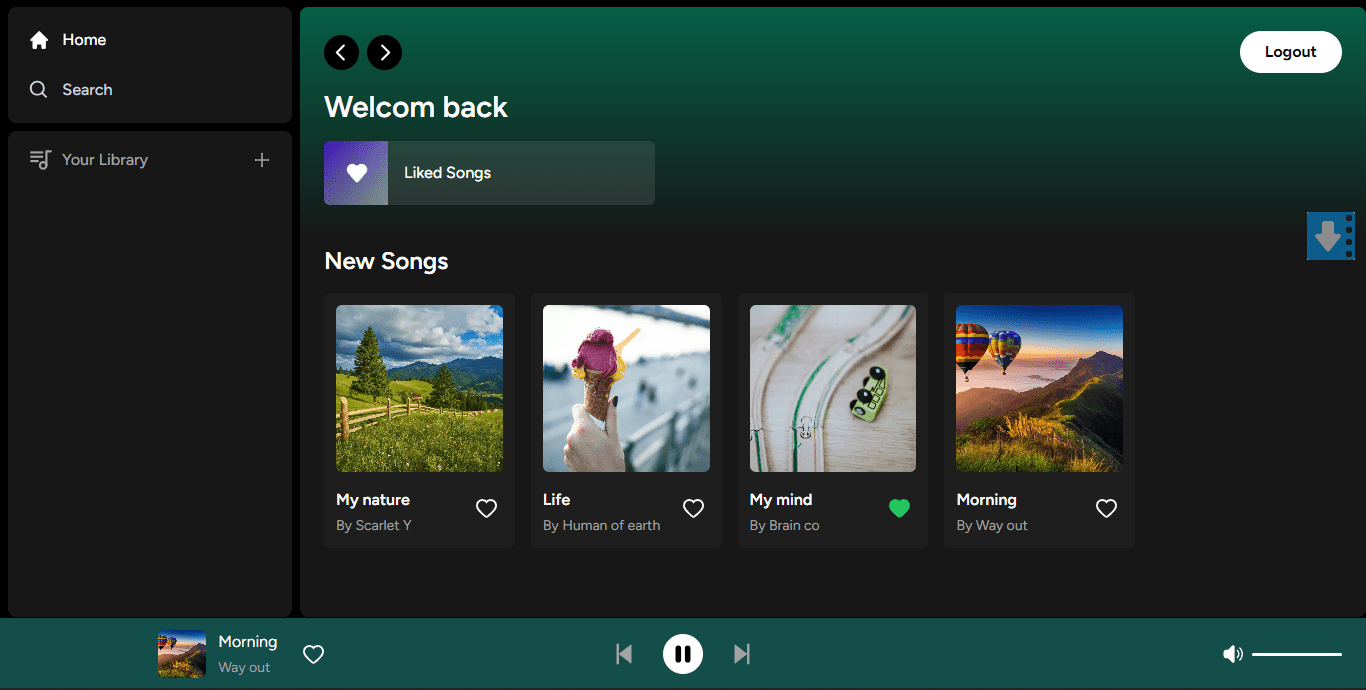 Home
Search
Your Library
Logout
Welcom back
Liked Songs
New Songs
My nature
By Scarlet Y
Life
By Human of earth
My mind
By Brain co
Morning
By Way out
Morning
Way out